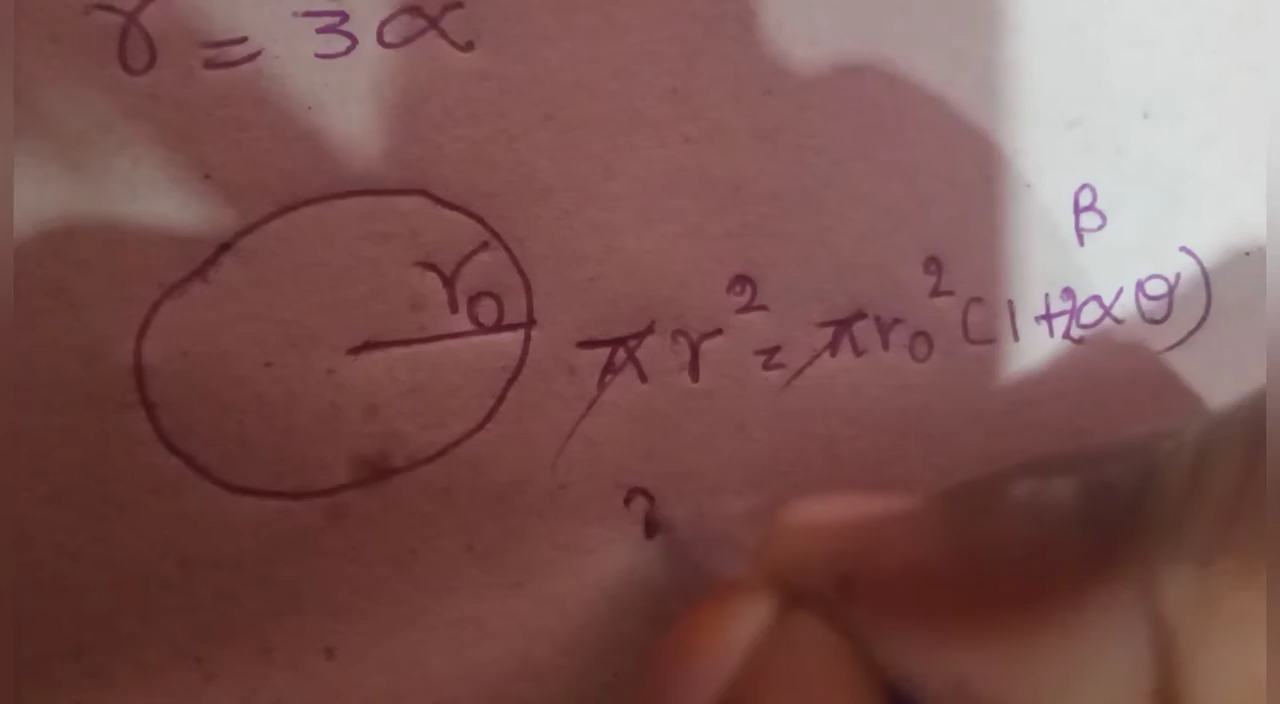 γ = 3α
r₀
β
πr² = πr₀² (1+2αθ)
r